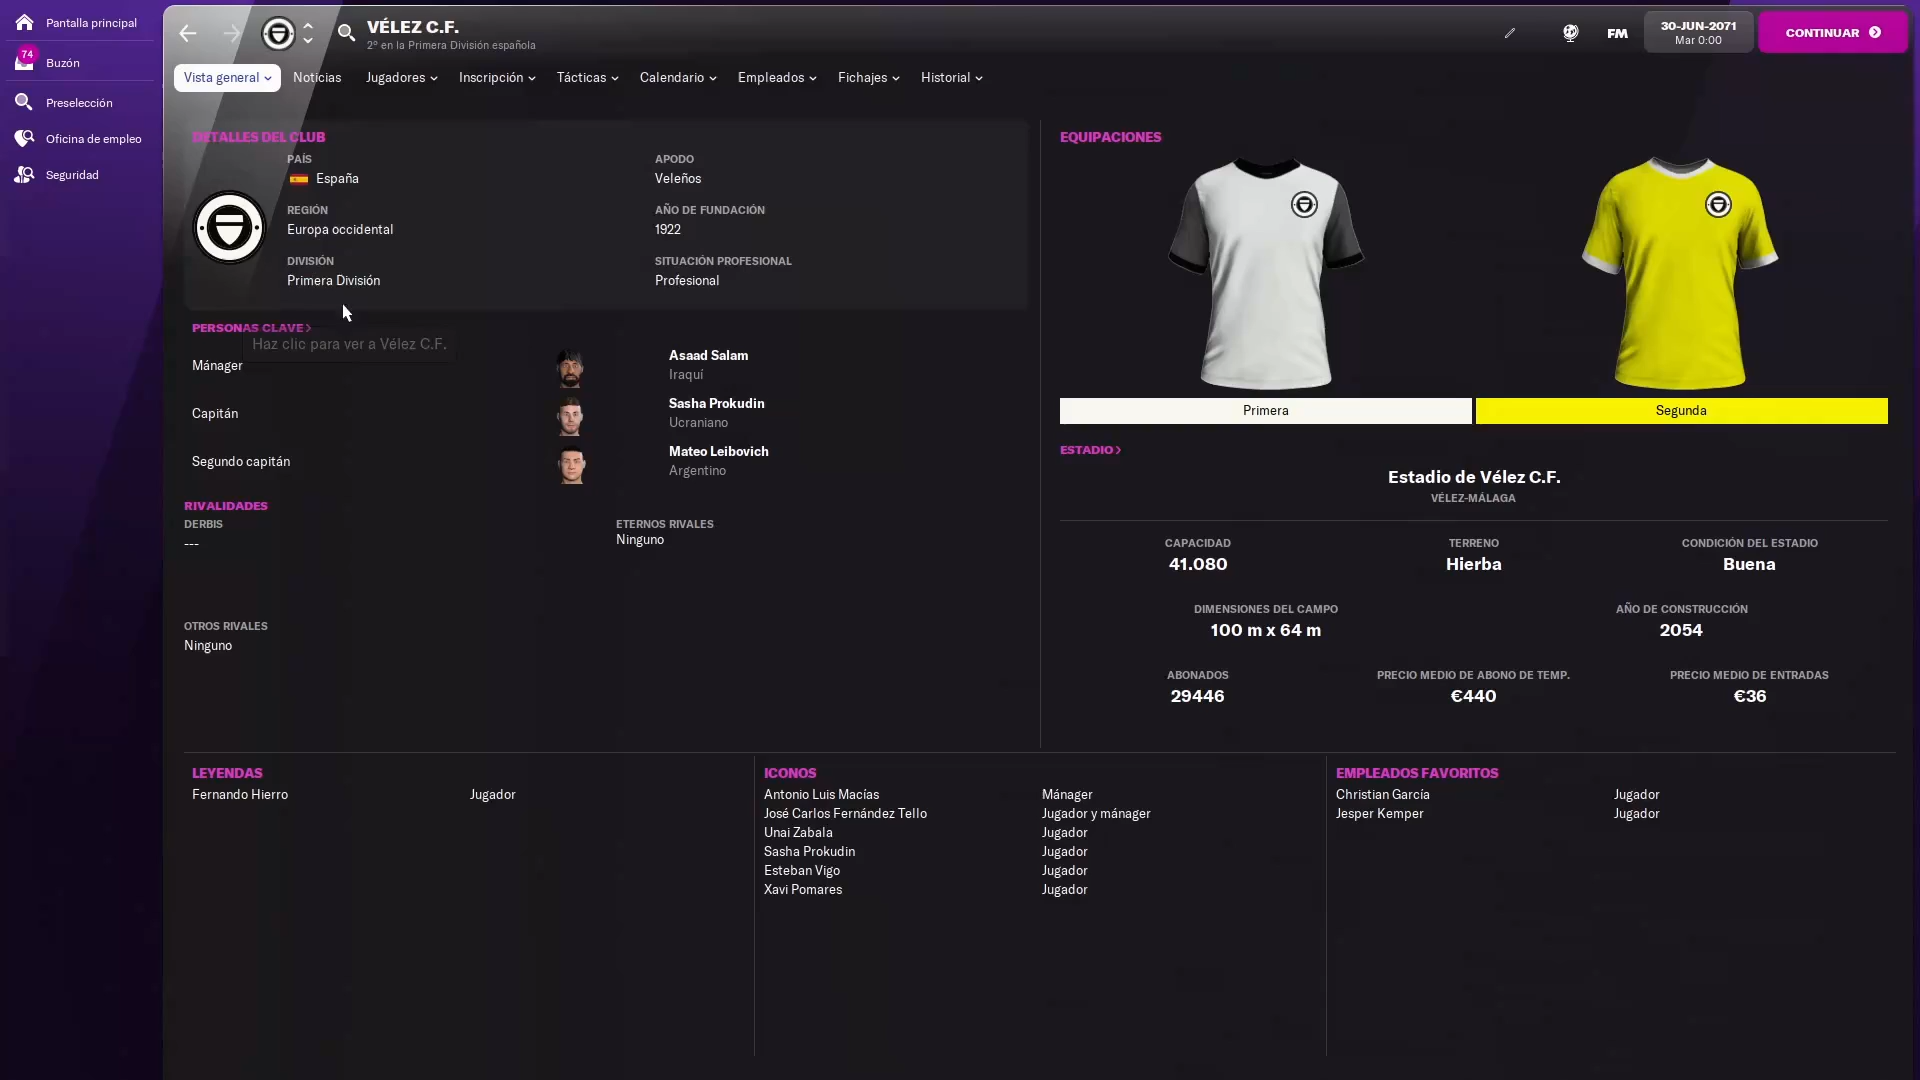 Pantalla principal
74
Buzón
Preselección
Oficina de empleo
Seguridad
VÉLEZ C.F.
2º en la Primera División española
FM
30-JUN-2071
Mar 0:00
CONTINUAR
Vista general
Noticias
Jugadores
Inscripción
Tácticas
Calendario
Empleados
Fichajes
Historial
DETALLES DEL CLUB
PAÍS
España
APODO
Veleños
REGIÓN
Europa occidental
AÑO DE FUNDACIÓN
1922
DIVISIÓN
Primera División
SITUACIÓN PROFESIONAL
Profesional
PERSONAS CLAVE
Haz clic para ver a Vélez C.F.
Mánager
Asaad Salam
Iraquí
Capitán
Sasha Prokudin
Ucraniano
Segundo capitán
Mateo Leibovich
Argentino
RIVALIDADES
DERBIS
---
ETERNOS RIVALES
Ninguno
OTROS RIVALES
Ninguno
EQUIPACIONES
Primera
Segunda
ESTADIO
Estadio de Vélez C.F.
VÉLEZ-MÁLAGA
CAPACIDAD
41.080
TERRENO
Hierba
CONDICIÓN DEL ESTADIO
Buena
DIMENSIONES DEL CAMPO
100 m x 64 m
AÑO DE CONSTRUCCIÓN
2054
ABONADOS
29446
PRECIO MEDIO DE ABONO DE TEMP.
€440
PRECIO MEDIO DE ENTRADAS
€36
LEYENDAS
Fernando Hierro Jugador
ICONOS
Antonio Luis Macías Mánager
José Carlos Fernández Tello Jugador y mánager
Unai Zabala Jugador
Sasha Prokudin Jugador
Esteban Vigo Jugador
Xavi Pomares Jugador
EMPLEADOS FAVORITOS
Christian García Jugador
Jesper Kemper Jugador